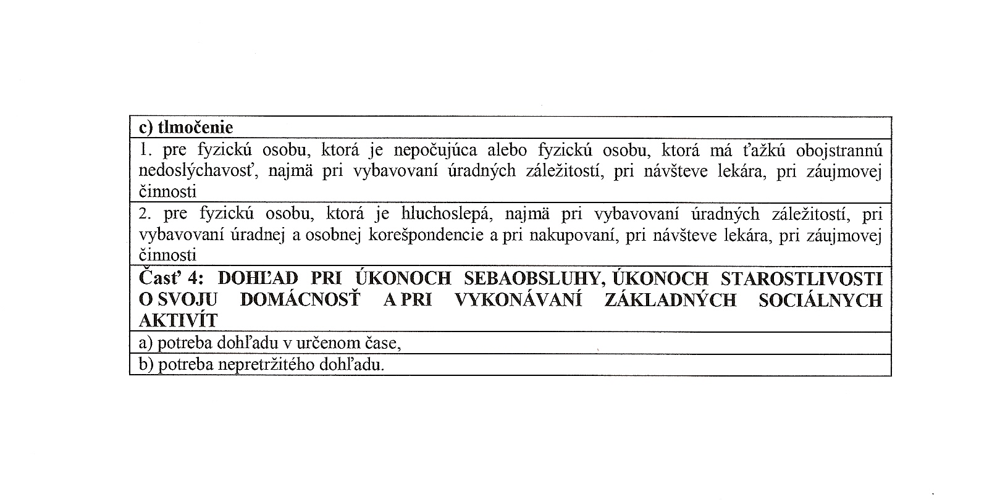 c) tlmočenie
1. pre fyzickú osobu, ktorá je nepočujúca alebo fyzickú osobu, ktorá má ťažkú obojstrannú
nedoslýchavosť, najmä pri vybavovaní úradných záležitostí, pri návšteve lekára, pri záujmovej
činnosti
2. pre fyzickú osobu, ktorá je hluchoslepá, najmä pri vybavovaní úradných záležitostí, pri
vybavovaní úradnej a osobnej korešpondencie a pri nakupovaní, pri návšteve lekára, pri záujmovej
činnosti
Časť 4: DOHĽAD PRI ÚKONOCH SEBAOBSLUHY, ÚKONOCH STAROSTLIVOSTI
O SVOJU DOMÁCNOSŤ A PRI VYKONÁVANÍ ZÁKLADNÝCH SOCIÁLNYCH
AKTIVÍT
a) potreba dohľadu v určenom čase,
b) potreba nepretržitého dohľadu.